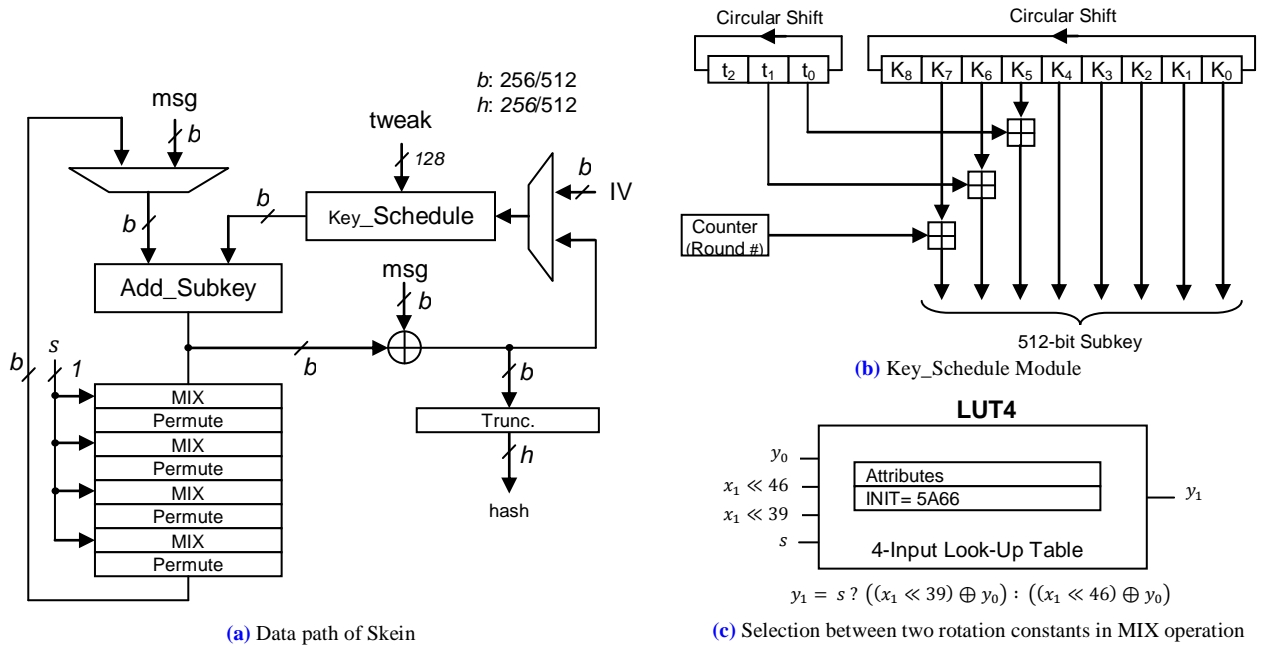 msg
b
b: 256/512
h: 256/512
tweak
128
b
IV
b
b
Key_Schedule
Add_Subkey
msg
b
b
s
1
b
b
MIX
Permute
MIX
Permute
MIX
Permute
MIX
Permute
Trunc.
h
hash
(a) Data path of Skein
Circular Shift
Circular Shift
t2 t1 t0
K8 K7 K6 K5 K4 K3 K2 K1 K0
Counter
(Round #)
512-bit Subkey
(b) Key_Schedule Module
LUT4
y0
x1 ≪ 46
x1 ≪ 39
s
Attributes
INIT= 5A66
y1
4-Input Look-Up Table
y1 = s ? ((x1 ≪ 39) ⊕ y0) : ((x1 ≪ 46) ⊕ y0)
(c) Selection between two rotation constants in MIX operation